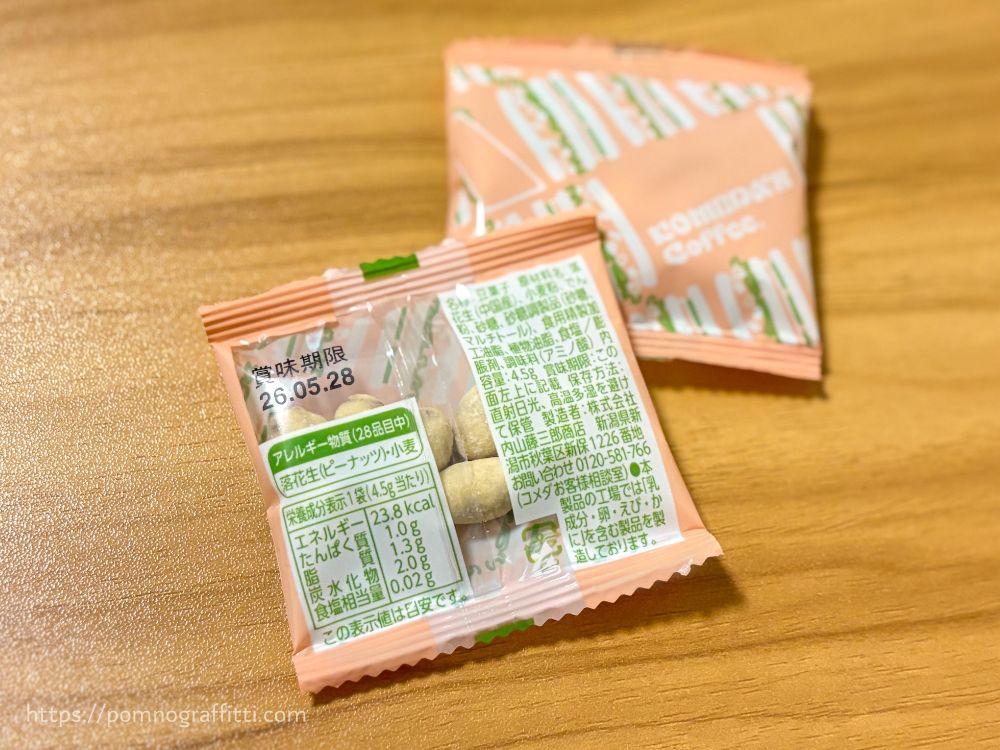 KOMEDA'S
Coffee.
賞味期限
26.05.28
アレルギー物質(28品目中)
落花生(ピーナッツ)・小麦
栄養成分表示1袋(4.5g当たり)
エネルギー 23.8kcal
たんぱく質 1.0g
脂質 1.3g
炭水化物 2.0g
食塩相当量 0.02g
この表示値は目安です。
名称:豆菓子 原材料名:落
花生(中国産)、小麦粉、でん
粉、砂糖、砂糖調製品(砂糖、
マルチトール)、食用精製加
工油脂、植物油脂、食塩/膨
脹剤、調味料(アミノ酸) 内
容量:4.5g 賞味期限:この
面左上に記載 保存方法:
直射日光、高温多湿を避け
て保管 製造者:株式会社
内山藤三郎商店 新潟県新
潟市秋葉区新保1226番地
お問い合わせ 0120-581-766
(コメダお客様相談室) ●本
製品の工場では「乳
成分・卵・えび・か
に」を含む製品を製
造しております。
https://pomnograffitti.com